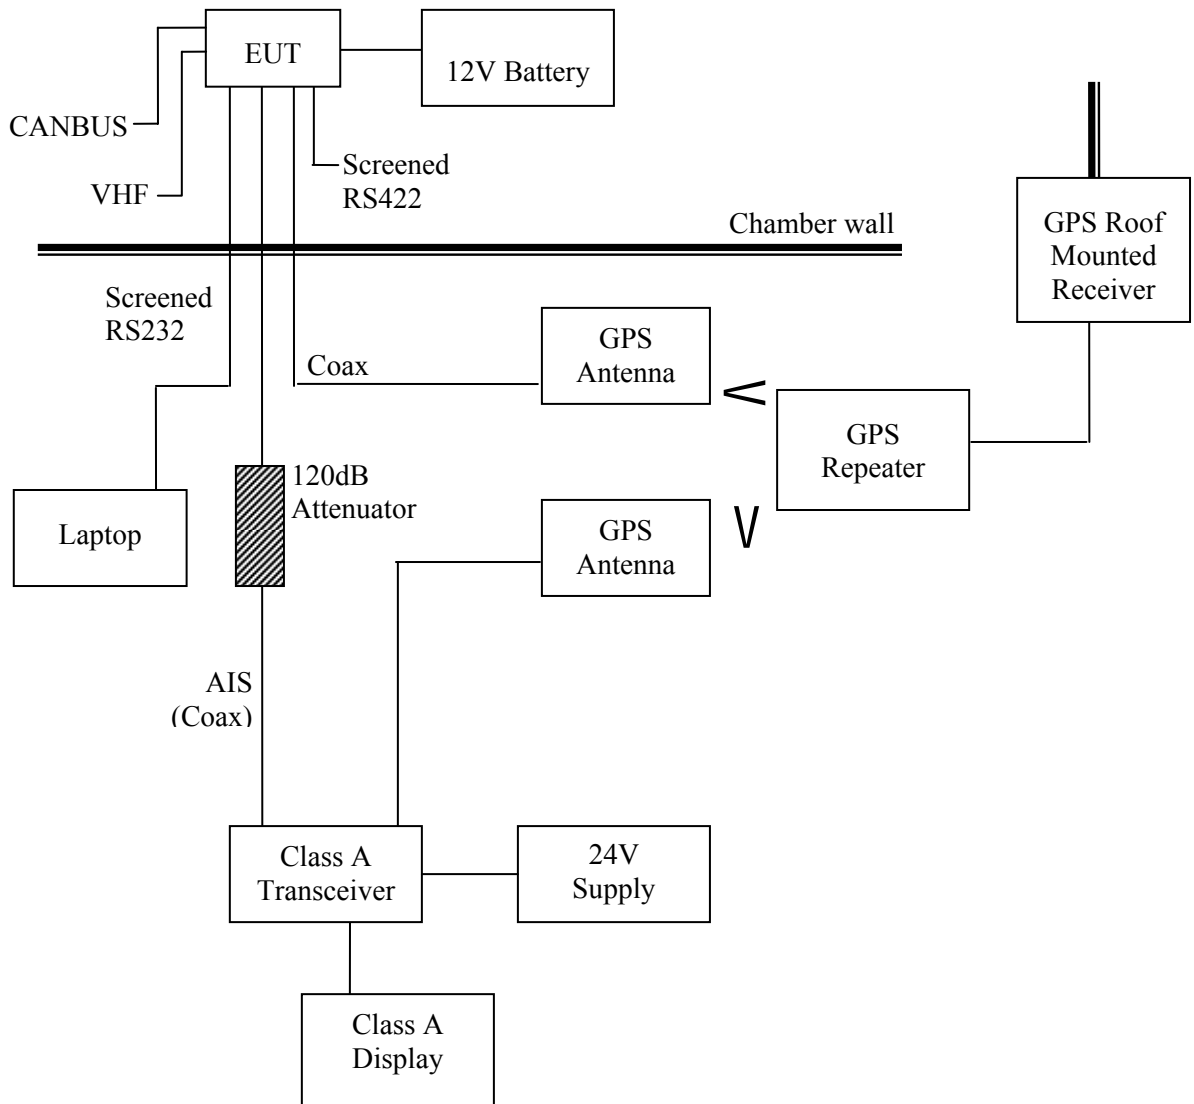 EUT
12V Battery
CANBUS
VHF
Screened
RS422
Chamber wall
GPS Roof
Mounted
Receiver
Screened
RS232
Coax
GPS
Antenna
GPS
Repeater
Laptop
120dB
Attenuator
GPS
Antenna
AIS
(Coax)
Class A
Transceiver
24V
Supply
Class A
Display